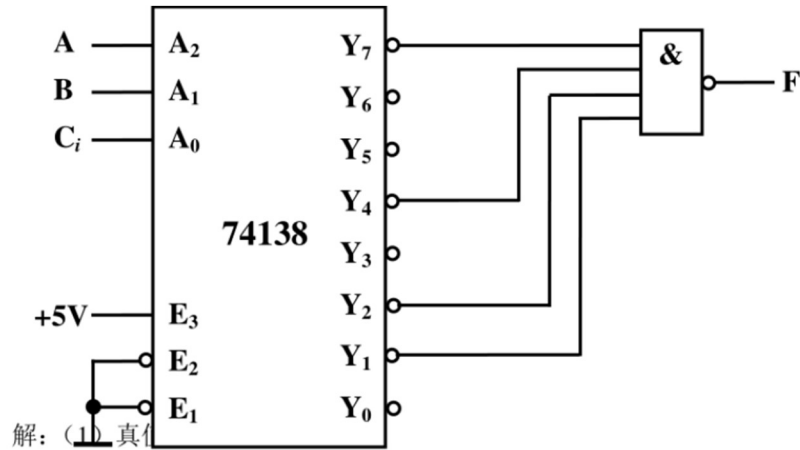 A A₂ Y₇ & F
B A₁ Y₆
Cᵢ A₀ Y₅
Y₄
74138
Y₃
+5V E₃ Y₂
E₂ Y₁
E₁ Y₀
解：（1）真